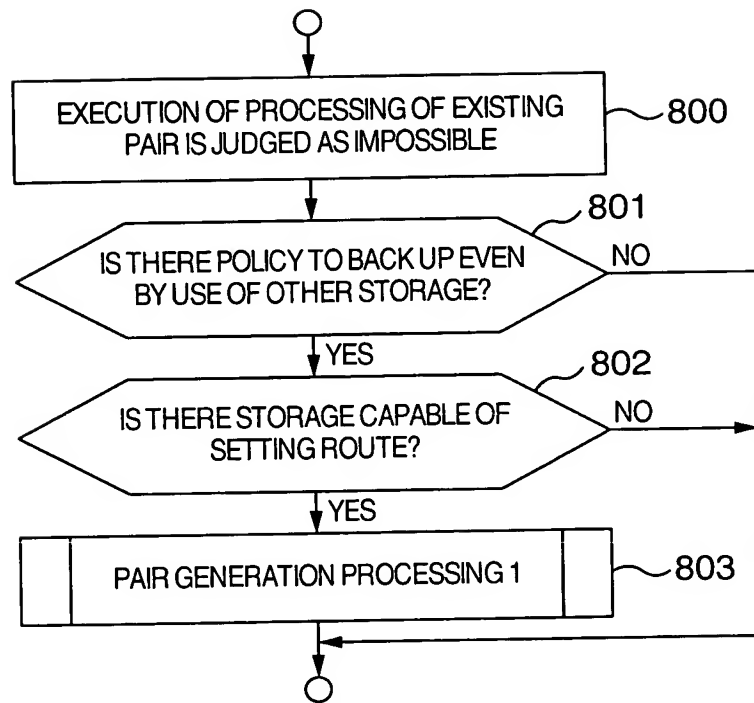 EXECUTION OF PROCESSING OF EXISTING
PAIR IS JUDGED AS IMPOSSIBLE
800
801
IS THERE POLICY TO BACK UP EVEN
BY USE OF OTHER STORAGE?
NO
YES
802
IS THERE STORAGE CAPABLE OF
SETTING ROUTE?
NO
YES
PAIR GENERATION PROCESSING 1
803